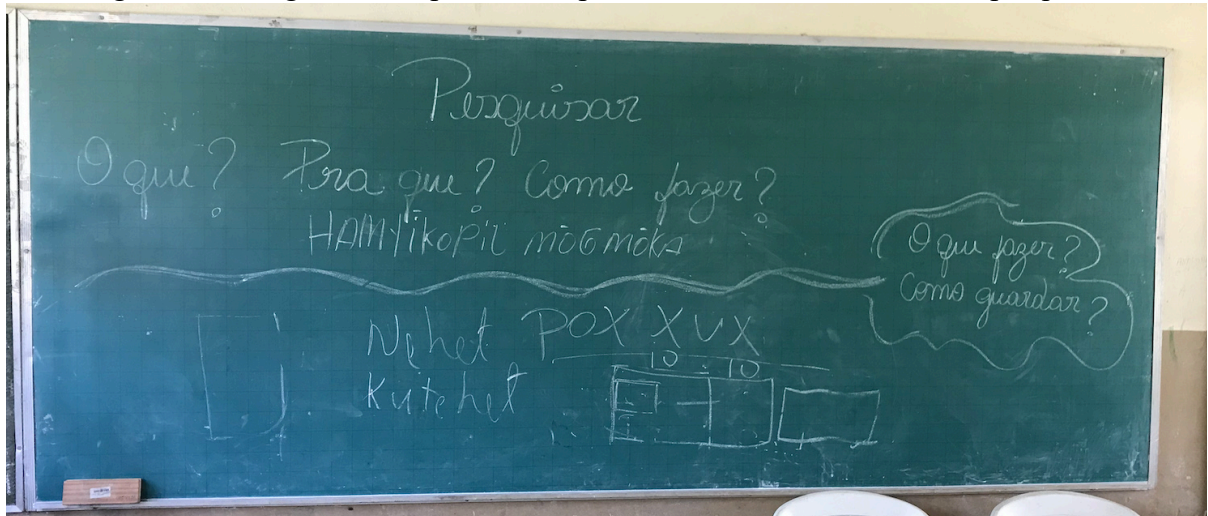 Pesquisar
O que? Pra que? Como fazer?
HAMYIKOPIT MÕGMÕKA
O que fazer?
Como guardar?
Nehet POX XUX
10 10
Kutehet